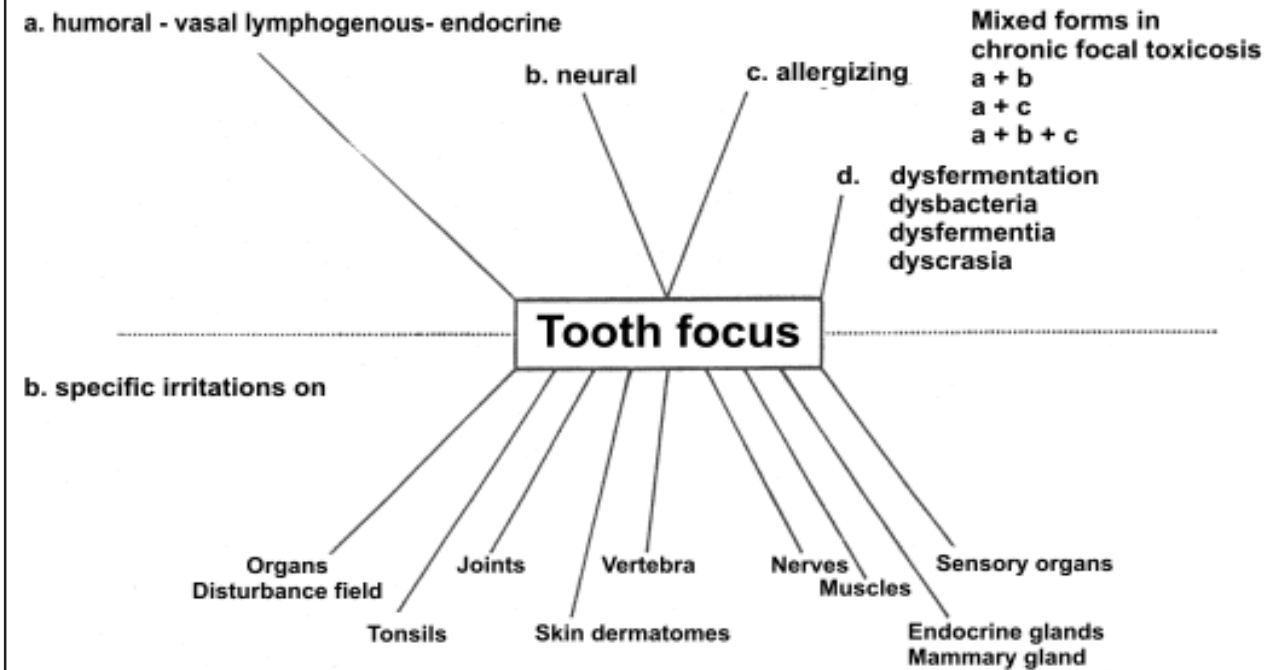 a. humoral - vasal lymphogenous- endocrine
b. neural
c. allergizing
Mixed forms in
chronic focal toxicosis
a + b
a + c
a + b + c
d. dysfermentation
dysbacteria
dysfermentia
dyscrasia
Tooth focus
b. specific irritations on
Organs
Disturbance field
Tonsils
Joints
Skin dermatomes
Vertebra
Nerves
Muscles
Endocrine glands
Mammary gland
Sensory organs